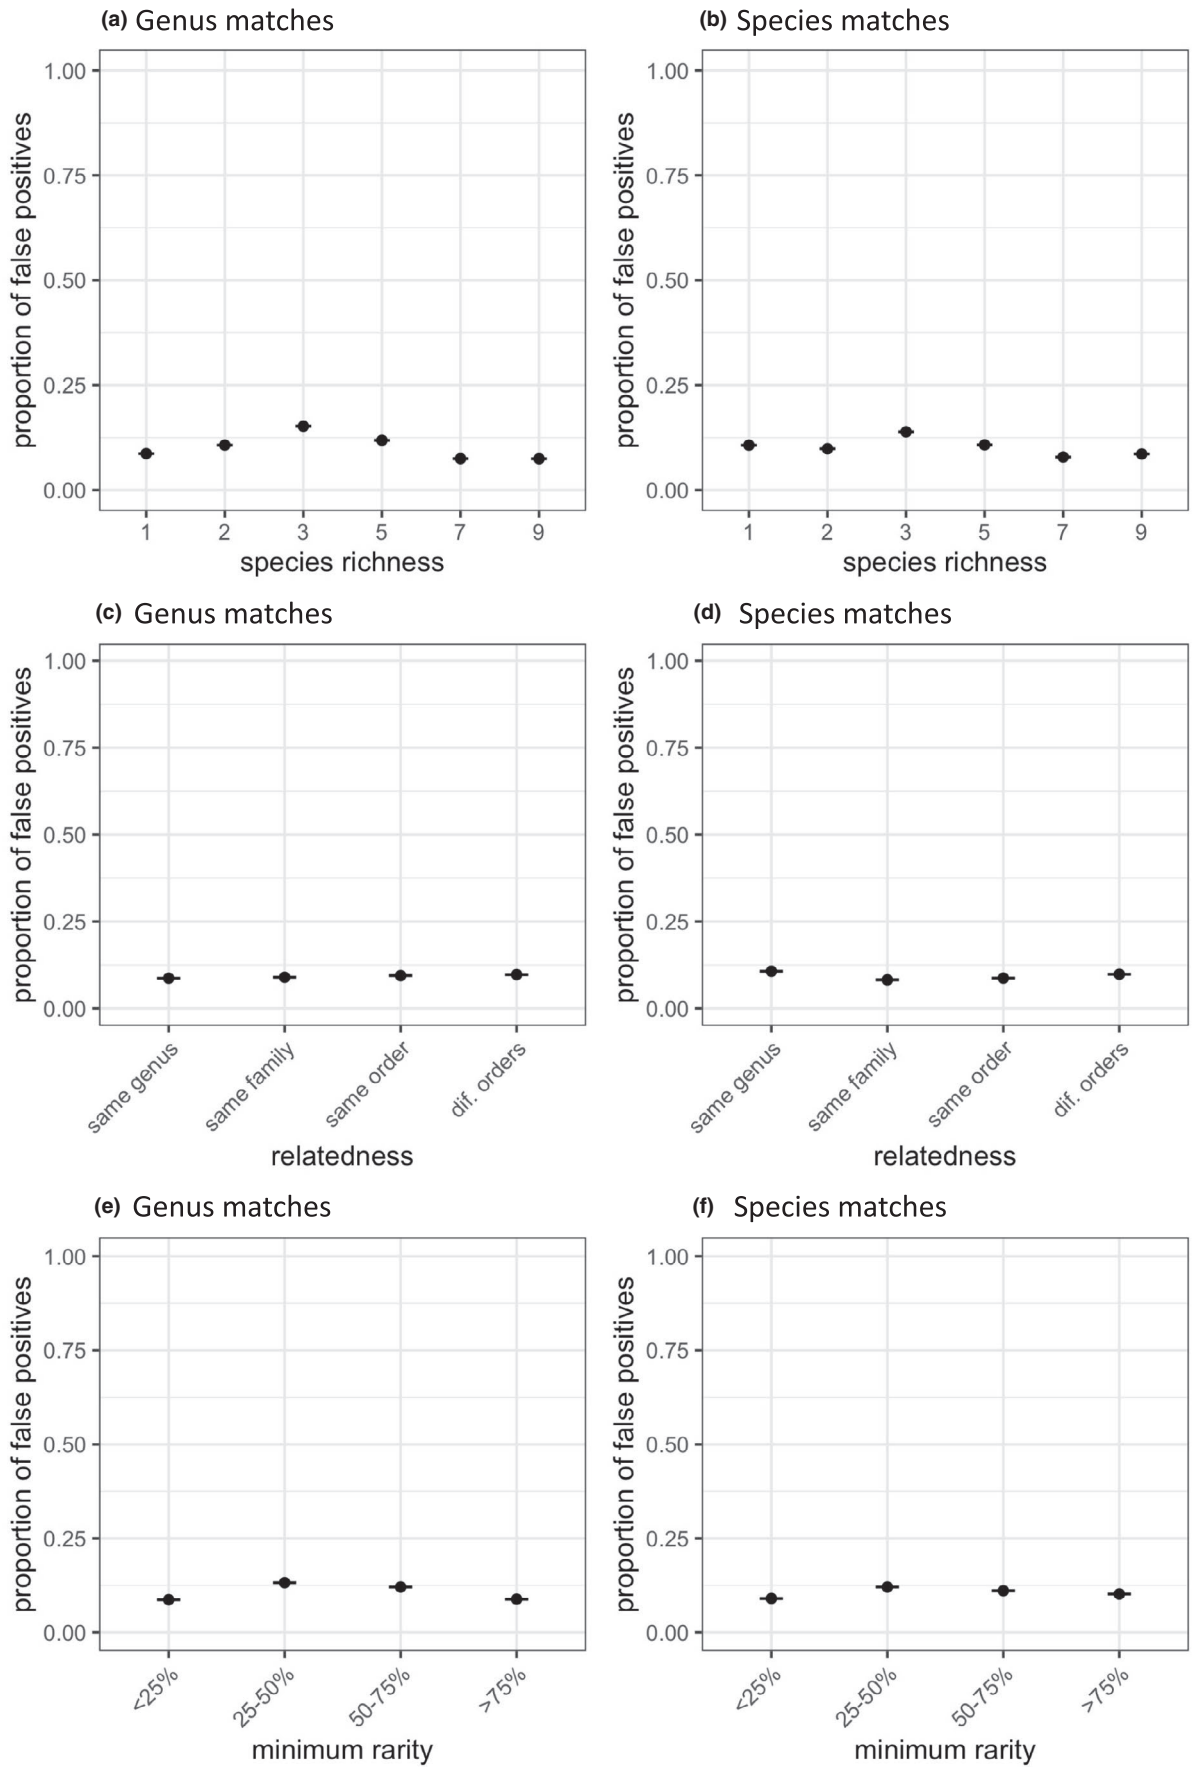 (a) Genus matches
proportion of false positives
1.00
0.75
0.50
0.25
0.00
1 2 3 5 7 9
species richness
(b) Species matches
proportion of false positives
1.00
0.75
0.50
0.25
0.00
1 2 3 5 7 9
species richness
(c) Genus matches
proportion of false positives
1.00
0.75
0.50
0.25
0.00
same genus
same family
same order
dif. orders
relatedness
(d) Species matches
proportion of false positives
1.00
0.75
0.50
0.25
0.00
same genus
same family
same order
dif. orders
relatedness
(e) Genus matches
proportion of false positives
1.00
0.75
0.50
0.25
0.00
<25%
25-50%
50-75%
>75%
minimum rarity
(f) Species matches
proportion of false positives
1.00
0.75
0.50
0.25
0.00
<25%
25-50%
50-75%
>75%
minimum rarity